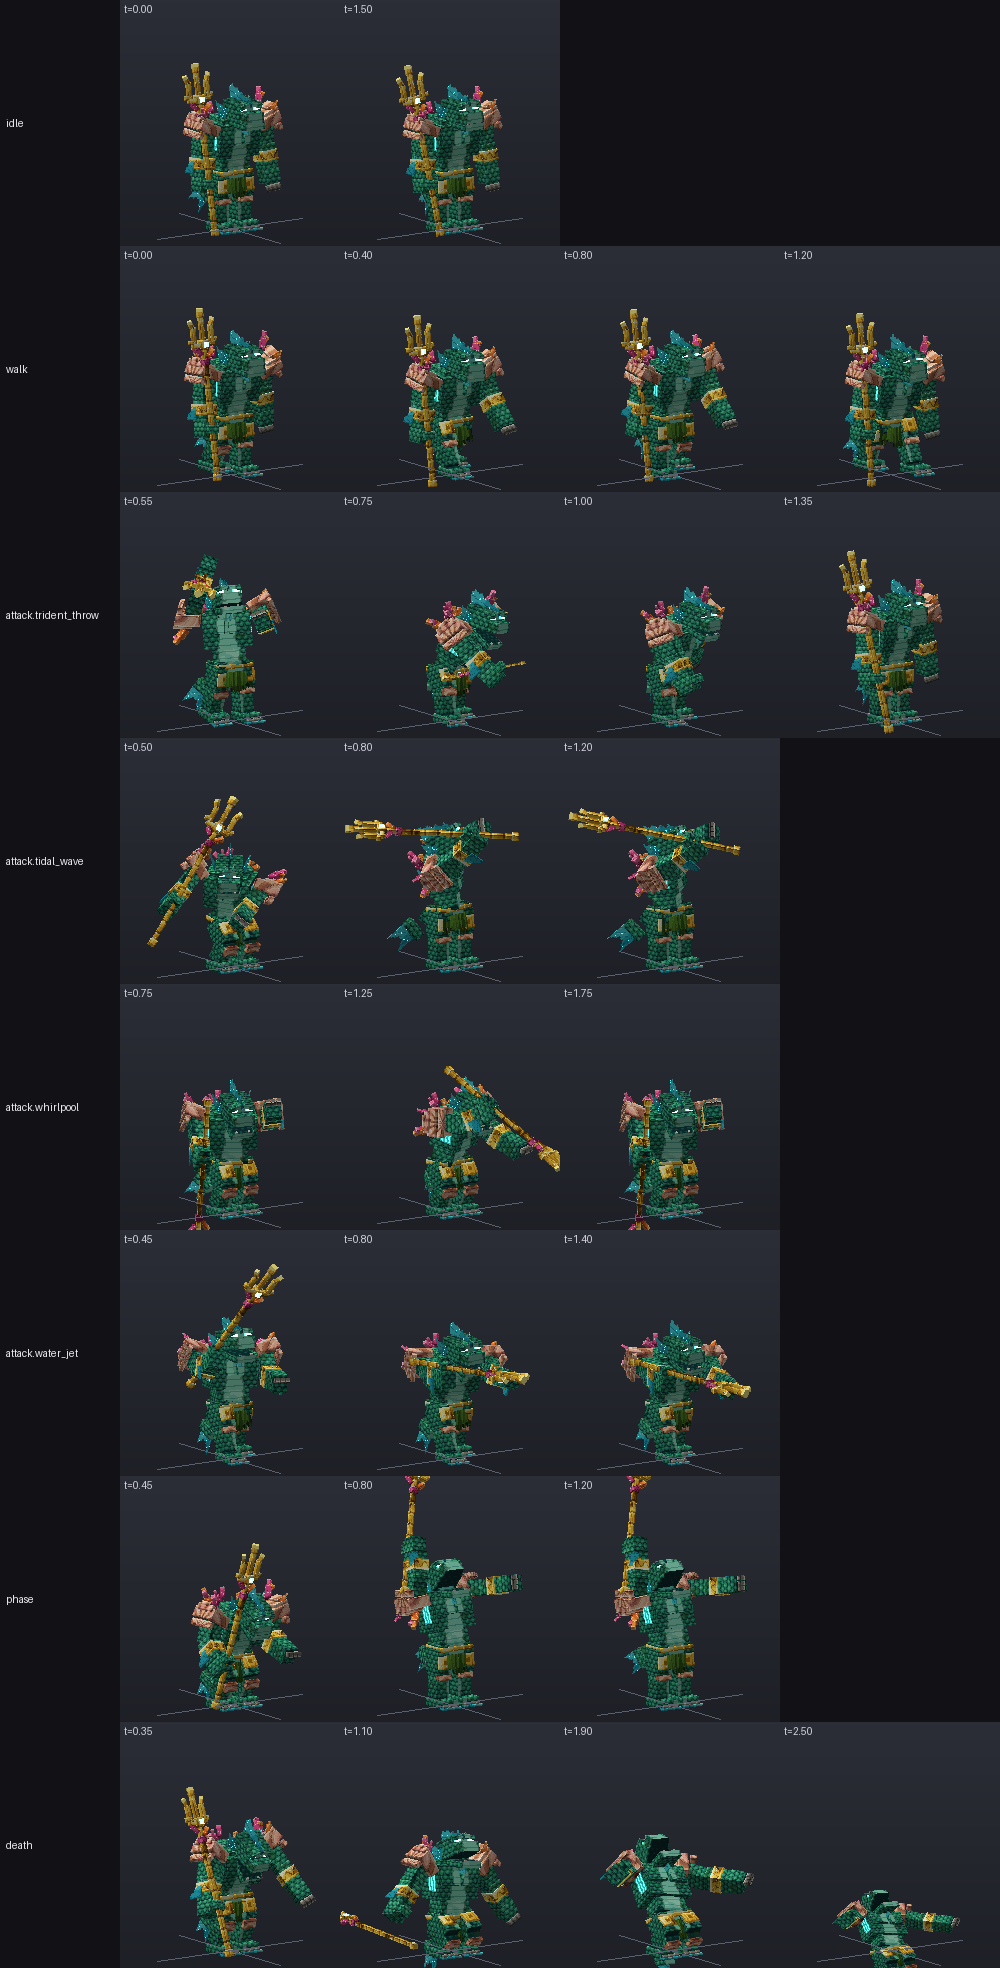 t=0.00 t=1.50
idle
t=0.00 t=0.40 t=0.80 t=1.20
walk
t=0.55 t=0.75 t=1.00 t=1.35
attack.trident_throw
t=0.50 t=0.80 t=1.20
attack.tidal_wave
t=0.75 t=1.25 t=1.75
attack.whirlpool
t=0.45 t=0.80 t=1.40
attack.water_jet
t=0.45 t=0.80 t=1.20
phase
t=0.35 t=1.10 t=1.90 t=2.50
death